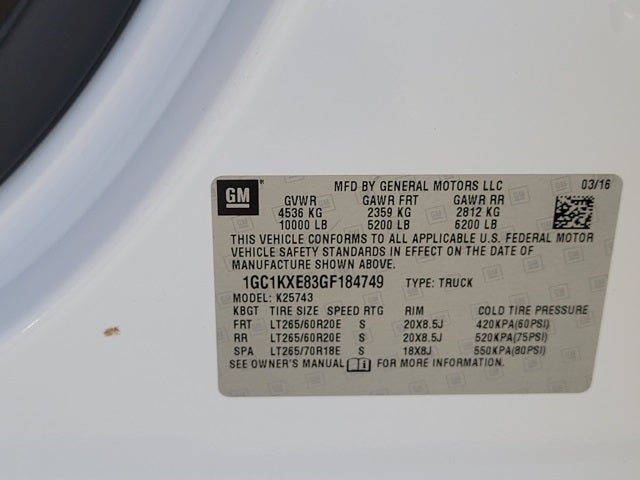 GM
MFD BY GENERAL MOTORS LLC 03/16
GVWR GAWR FRT GAWR RR
4536 KG 2359 KG 2812 KG
10000 LB 5200 LB 6200 LB
THIS VEHICLE CONFORMS TO ALL APPLICABLE U.S. FEDERAL MOTOR
VEHICLE SAFETY STANDARDS IN EFFECT ON THE DATE OF
MANUFACTURE SHOWN ABOVE.
1GC1KXE83GF184749 TYPE: TRUCK
MODEL: K25743
KBGT TIRE SIZE SPEED RTG RIM COLD TIRE PRESSURE
FRT LT265/60R20E S 20X8.5J 420KPA(60PSI)
RR LT265/60R20E S 20X8.5J 520KPA(75PSI)
SPA LT265/70R18E S 18X8J 550KPA(80PSI)
SEE OWNER'S MANUAL FOR MORE INFORMATION.